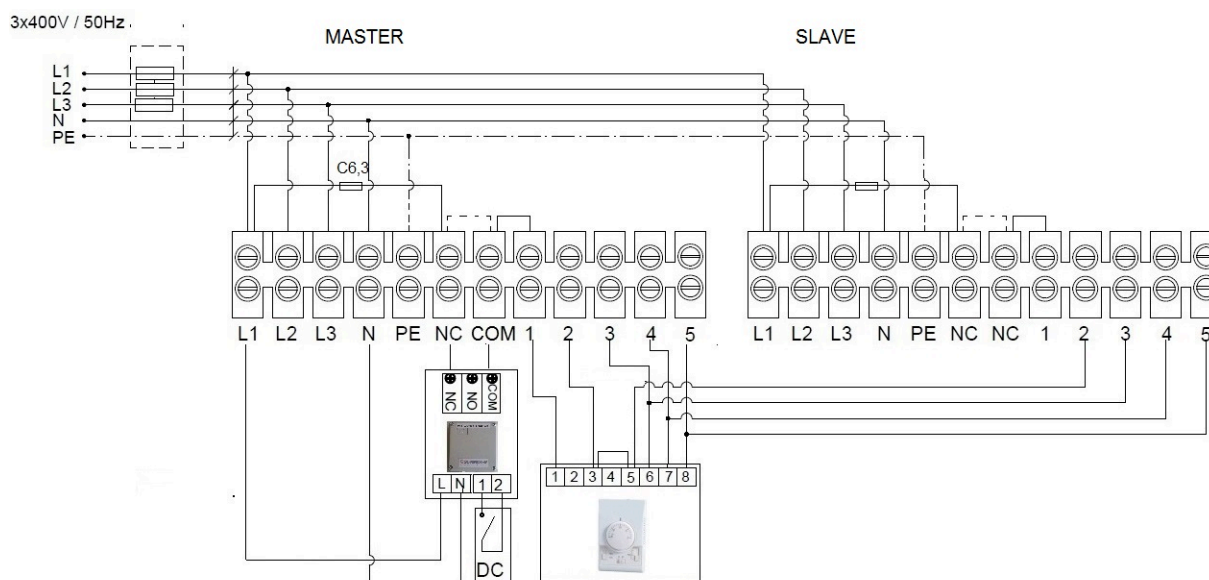 3x400V / 50Hz
MASTER SLAVE
L1
L2
L3
N
PE
C6,3
L1 L2 L3 N PE NC COM 1 2 3 4 5 L1 L2 L3 N PE NC NC 1 2 3 4 5
NC NO COM
L N 1 2
1 2 3 4 5 6 7 8
DC